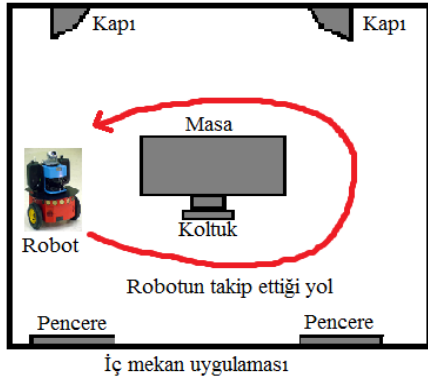 Kapı
Kapı
Masa
Koltuk
Robot
Robotun takip ettiği yol
Pencere
Pencere
İç mekan uygulaması